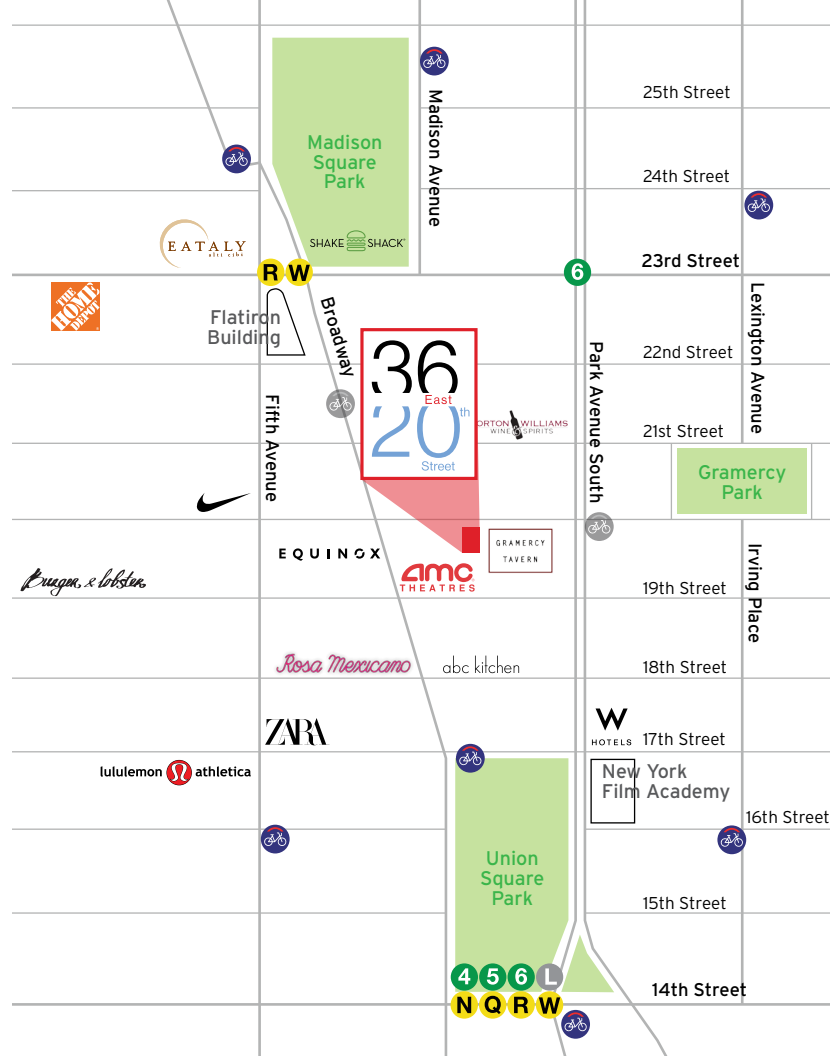 25th Street
Madison Avenue
Madison
Square
Park
24th Street
EATALY
alti cibi
SHAKE SHACK
R W
6
23rd Street
THE
HOME
DEPOT
Flatiron
Building
Broadway
22nd Street
Lexington Avenue
36
East
20th
Street
Park Avenue South
Fifth Avenue
ORTON WILLIAMS
WINE & SPIRITS
21st Street
Gramercy
Park
EQUINOX
GRAMERCY
TAVERN
Irving Place
Burger & lobster
amc
THEATRES
19th Street
Rosa Mexicano
abc kitchen
18th Street
ZARA
W
HOTELS
17th Street
lululemon athletica
New York
Film Academy
16th Street
Union
Square
Park
15th Street
4 5 6 L
N Q R W
14th Street